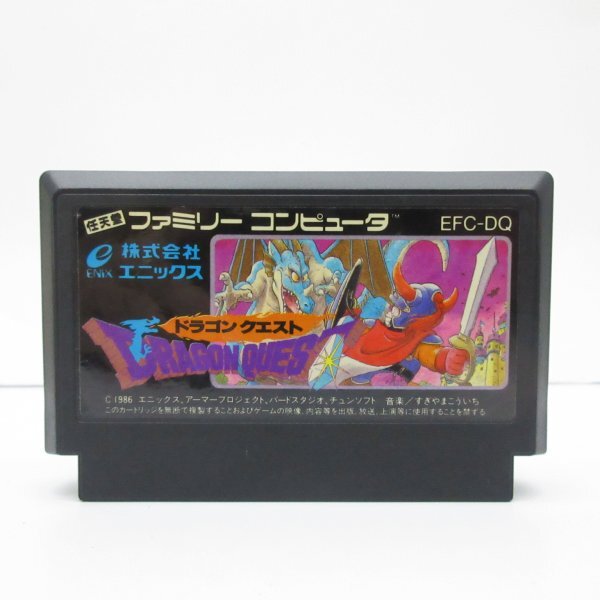 任天堂 ファミリー コンピュータ™ EFC-DQ
株式会社
ENIX エニックス
ドラゴンクエスト
DRAGON QUEST
C 1986 エニックス、アーマープロジェクト、バードスタジオ、チュンソフト 音楽/すぎやまこういち
このカートリッジを無断で複製することおよびゲームの映像、内容等を出版、放送、上演等に使用することを禁ずる。